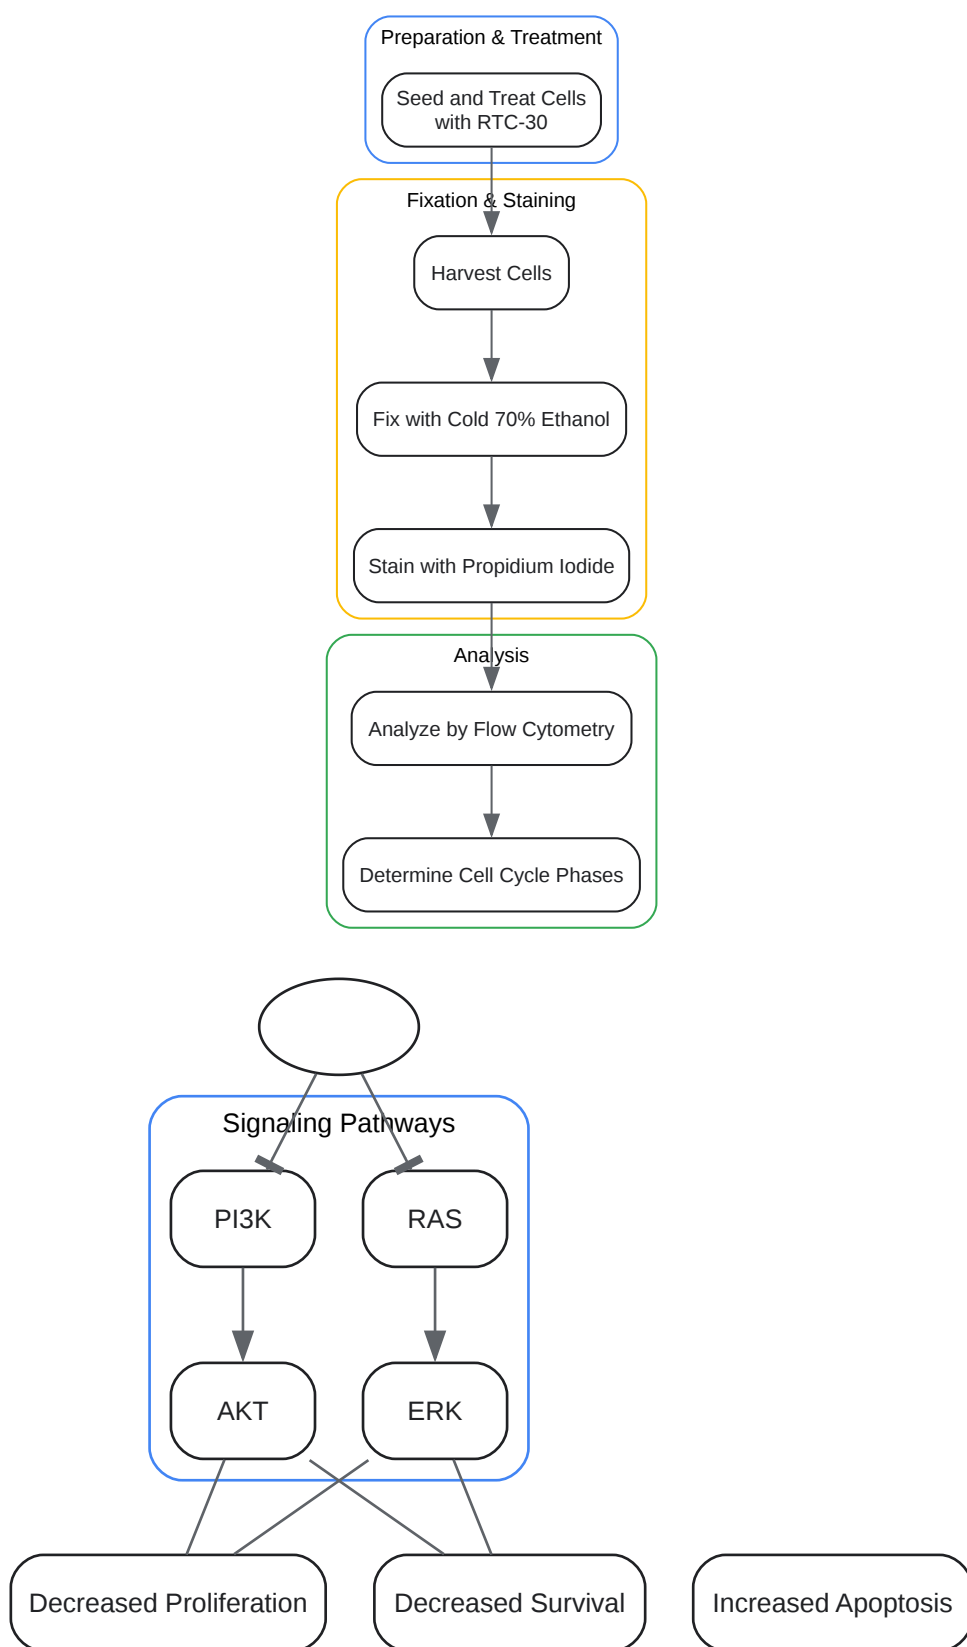 Preparation & Treatment
Seed and Treat Cells
with RTC-30
Fixation & Staining
Harvest Cells
Fix with Cold 70% Ethanol
Stain with Propidium Iodide
Analysis
Analyze by Flow Cytometry
Determine Cell Cycle Phases
Signaling Pathways
PI3K
RAS
AKT
ERK
Decreased Proliferation
Decreased Survival
Increased Apoptosis